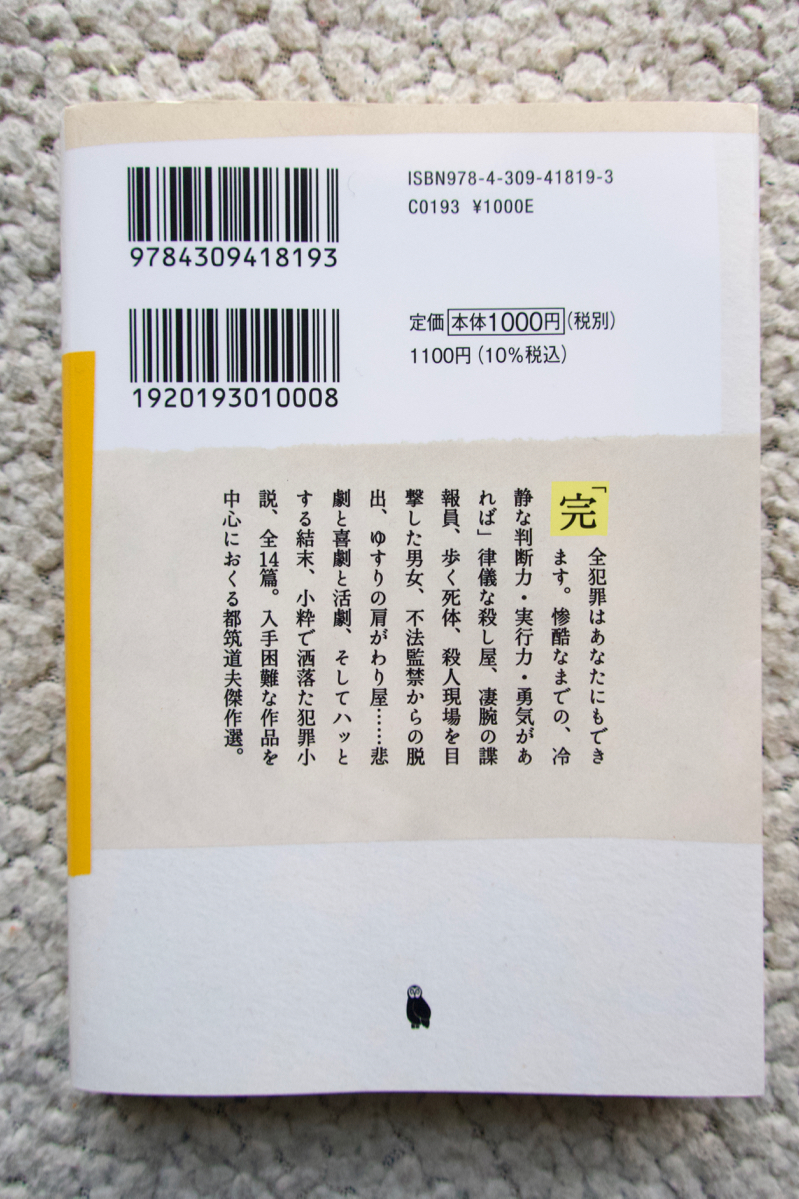 ISBN978-4-309-41819-3
C0193 ¥1000E
9784309418193
定価 本体1000円 (税別)
1100円 (10%税込)
1920193010008
「完全犯罪はあなたにもでき
ます。惨酷なまでの、冷
静な判断力・実行力・勇気があ
れば」律儀な殺し屋、凄腕の諜
報員、歩く死体、殺人現場を目
撃した男女、不法監禁からの脱
出、ゆすりの肩がわり屋……悲
劇と喜劇と活劇、そしてハッと
する結末、小粋で洒落た犯罪小
説、全14篇。入手困難な作品を
中心におくる都筑道夫傑作選。